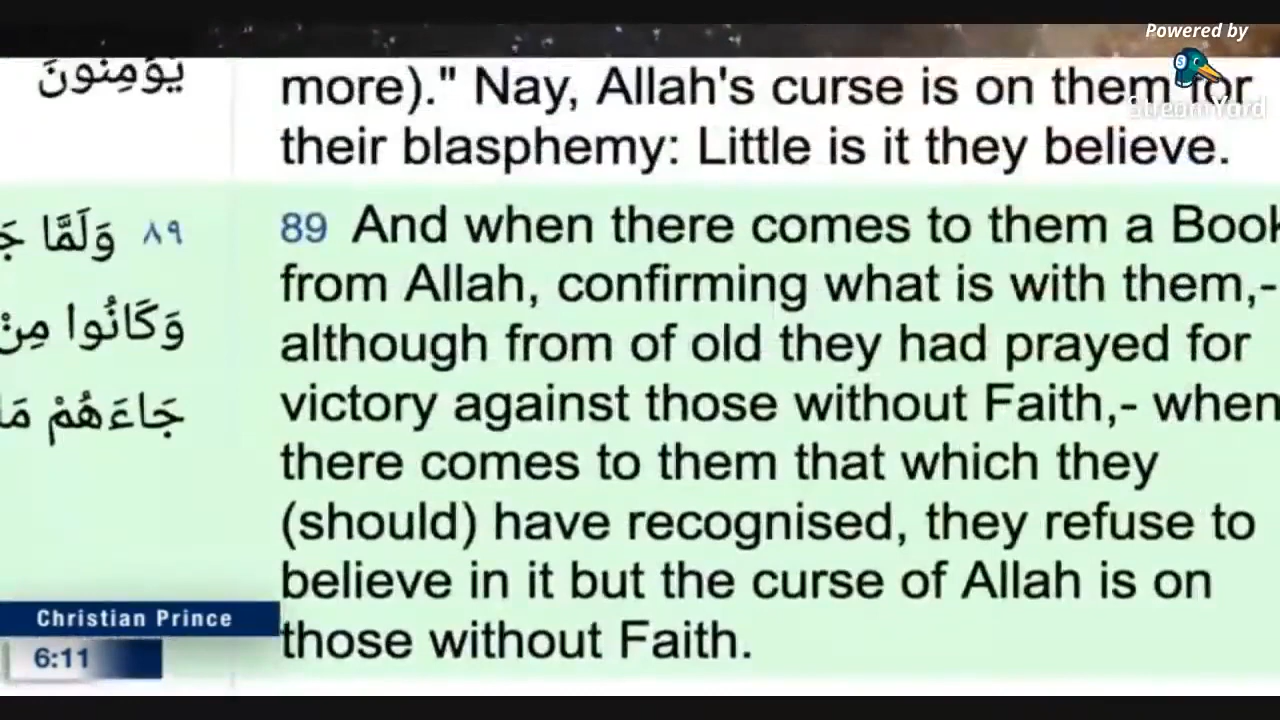 Powered by
StreamYard
يُؤْمِنُونَ
more)." Nay, Allah's curse is on them for
their blasphemy: Little is it they believe.
٨٩ وَلَمَّا
وَكَانُوا
جَاءَهُمْ
89 And when there comes to them a Book
from Allah, confirming what is with them,-
although from of old they had prayed for
victory against those without Faith,- when
there comes to them that which they
(should) have recognised, they refuse to
believe in it but the curse of Allah is on
those without Faith.
Christian Prince
6:11